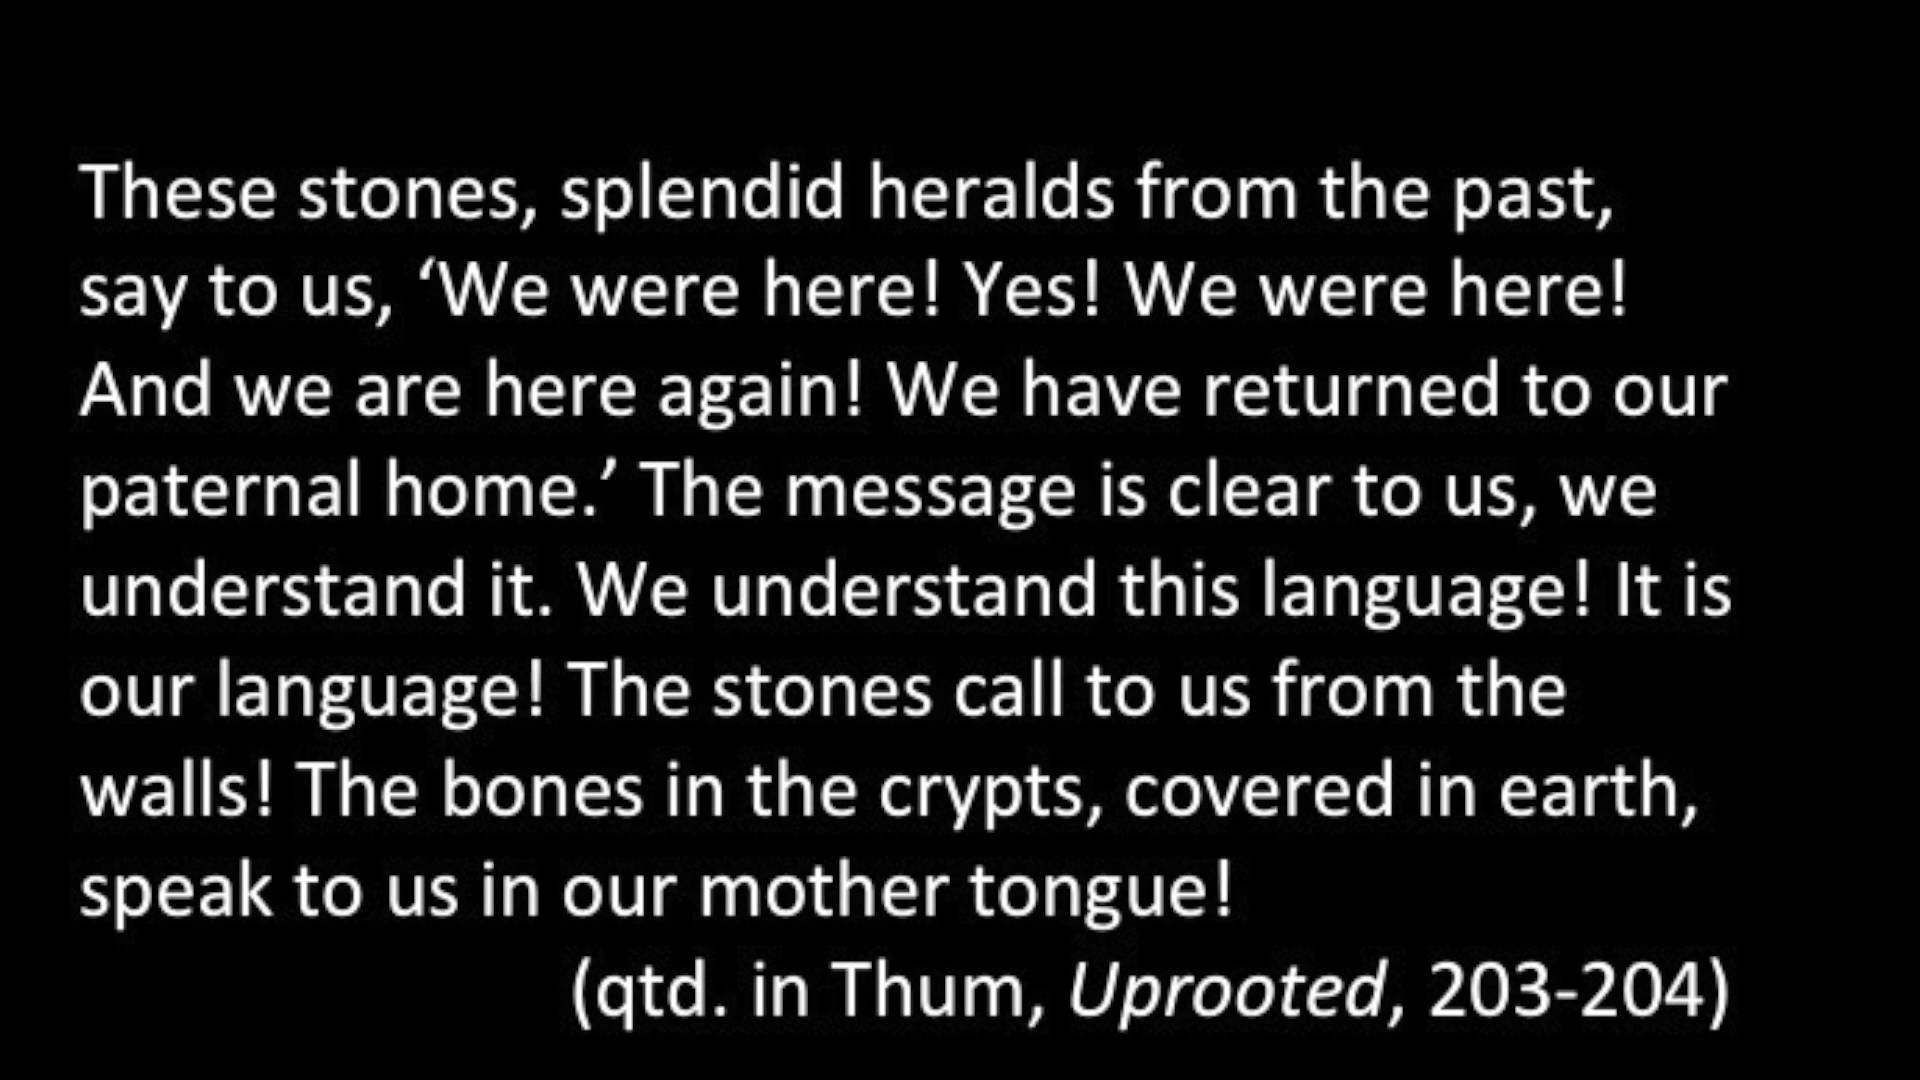 These stones, splendid heralds from the past,
say to us, ‘We were here! Yes! We were here!
And we are here again! We have returned to our
paternal home.’ The message is clear to us, we
understand it. We understand this language! It is
our language! The stones call to us from the
walls! The bones in the crypts, covered in earth,
speak to us in our mother tongue!
(qtd. in Thum, Uprooted, 203-204)